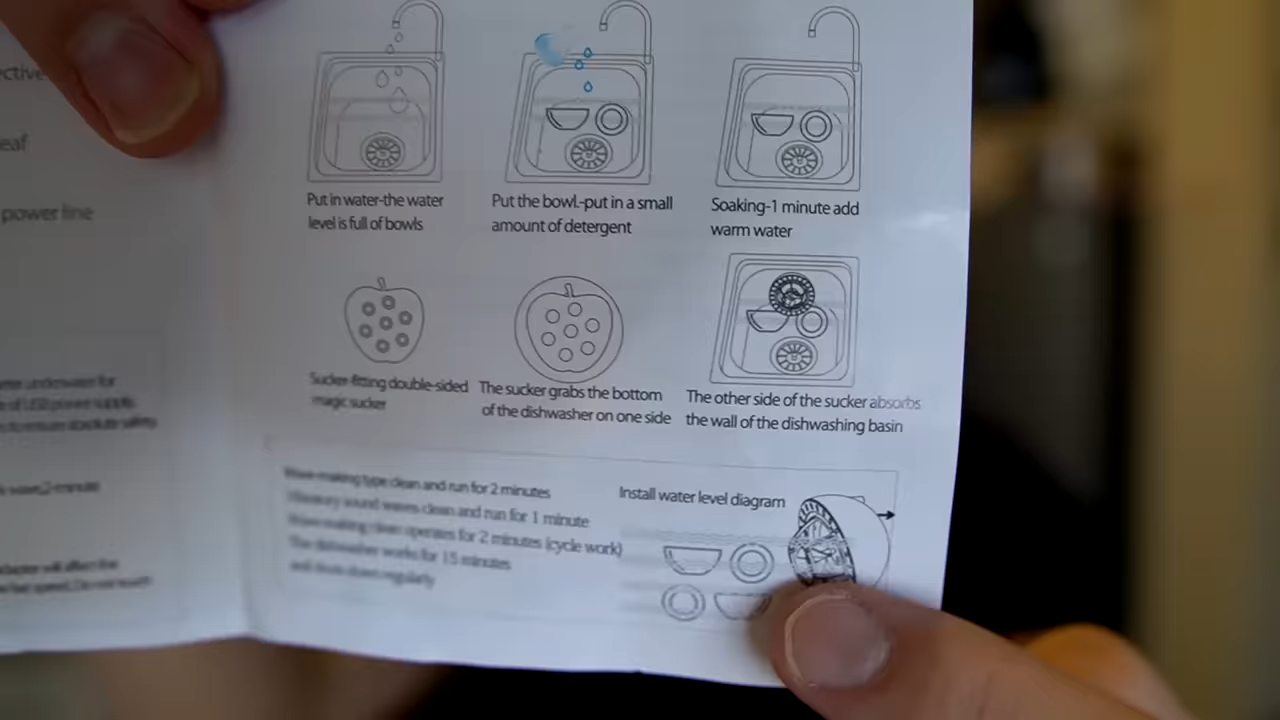 ective
eaf
power line
Put in water-the water
level is full of bowls
Put the bowl.-put in a small
amount of detergent
Soaking-1 minute add
warm water
Sucker-fitting double-sided
magic sucker
The sucker grabs the bottom
of the dishwasher on one side
The other side of the sucker absorbs
the wall of the dishwashing basin
Wave-making type clean and run for 2 minutes
Vibratory sound waves clean and run for 1 minute
Wave-making clean operates for 2 minutes (cycle work)
The dishwasher works for 15 minutes
and shuts down regularly
Install water level diagram